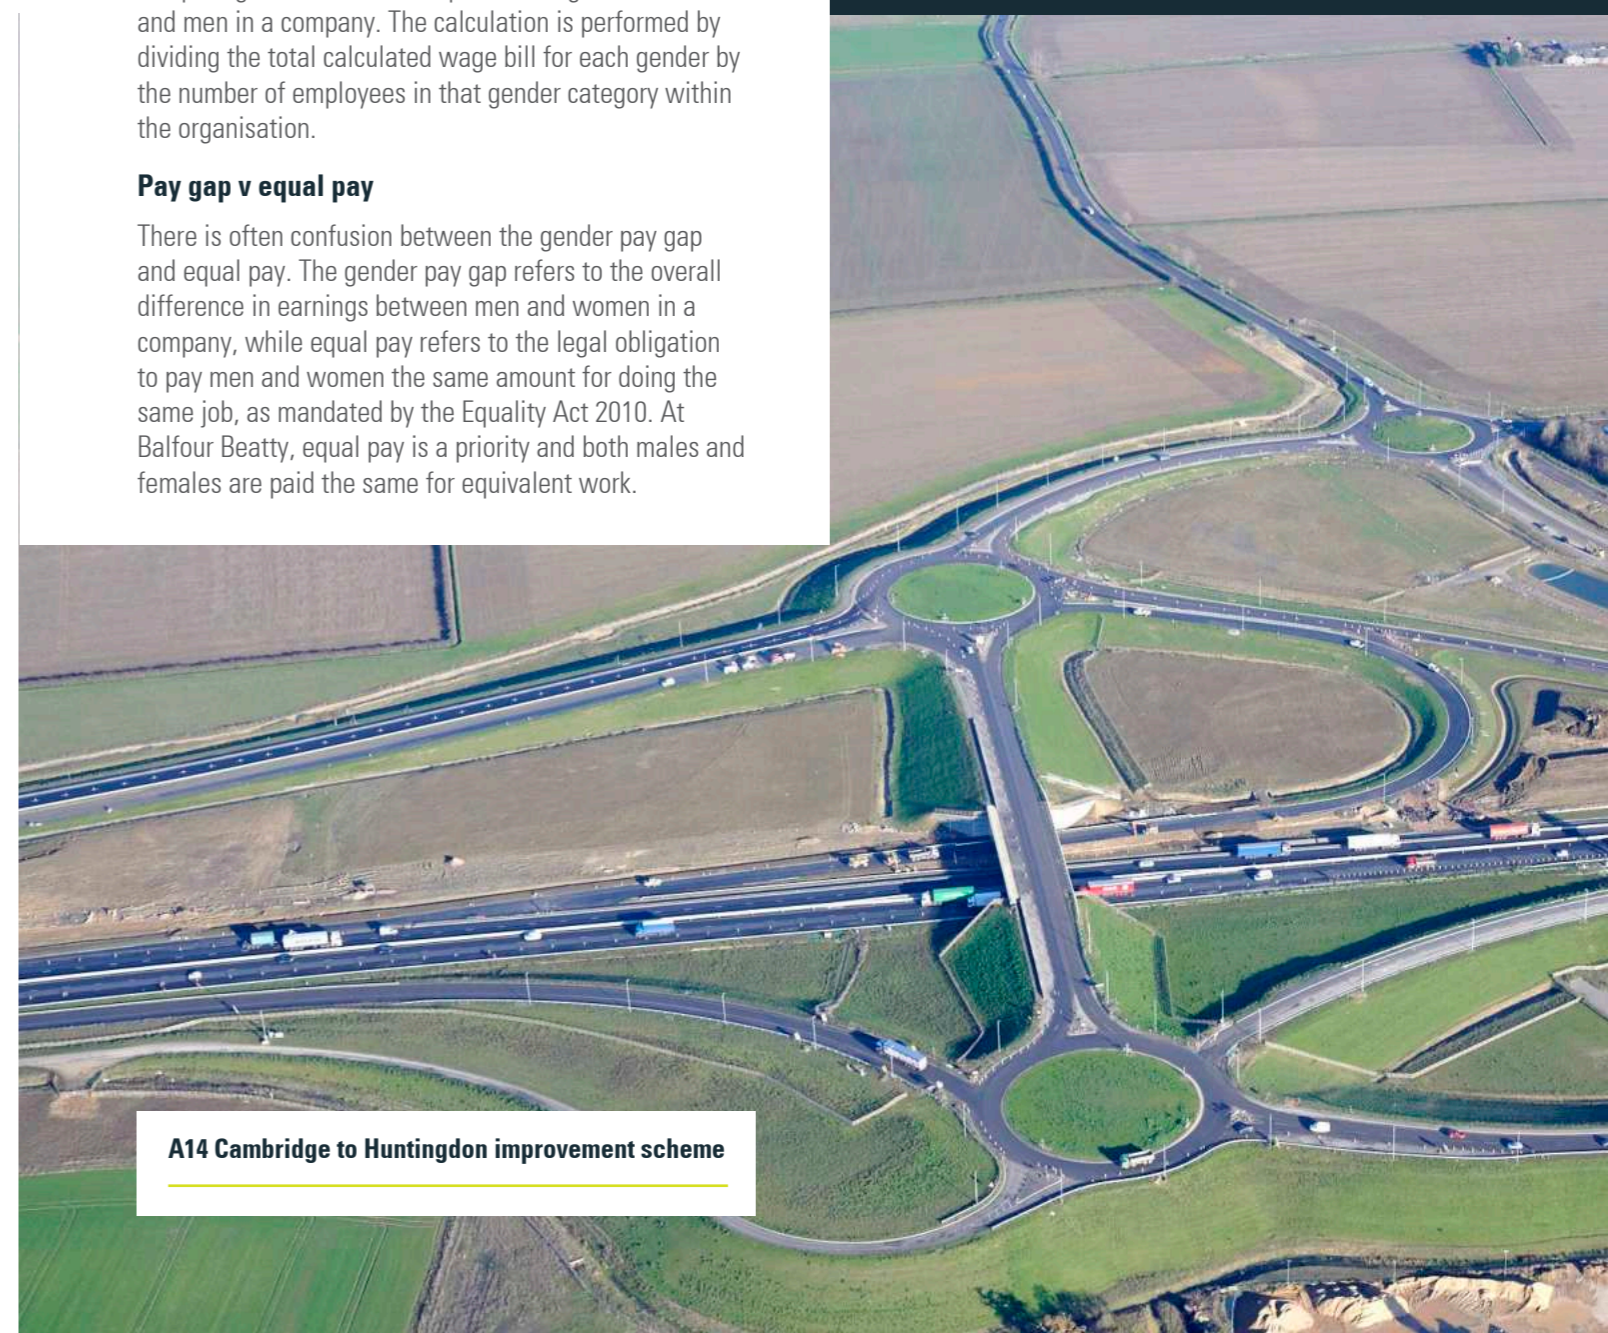 and men in a company. The calculation is performed by
dividing the total calculated wage bill for each gender by
the number of employees in that gender category within
the organisation.
Pay gap v equal pay
There is often confusion between the gender pay gap
and equal pay. The gender pay gap refers to the overall
difference in earnings between men and women in a
company, while equal pay refers to the legal obligation
to pay men and women the same amount for doing the
same job, as mandated by the Equality Act 2010. At
Balfour Beatty, equal pay is a priority and both males and
females are paid the same for equivalent work.
A14 Cambridge to Huntingdon improvement scheme